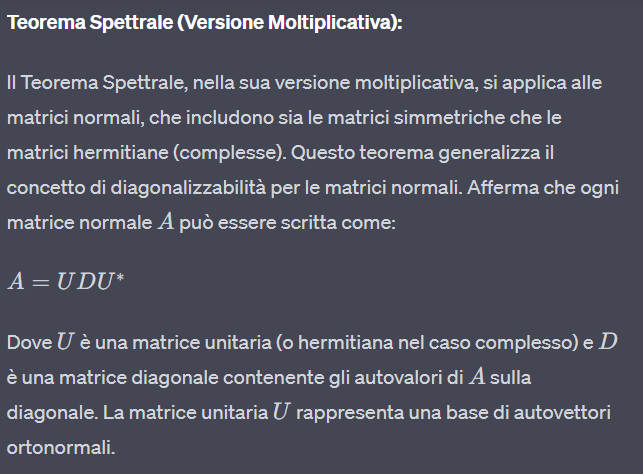 Teorema Spettrale (Versione Moltiplicativa):
Il Teorema Spettrale, nella sua versione moltiplicativa, si applica alle
matrici normali, che includono sia le matrici simmetriche che le
matrici hermitiane (complesse). Questo teorema generalizza il
concetto di diagonalizzabilità per le matrici normali. Afferma che ogni
matrice normale A può essere scritta come:
A = UDU*
Dove U è una matrice unitaria (o hermitiana nel caso complesso) e D
è una matrice diagonale contenente gli autovalori di A sulla
diagonale. La matrice unitaria U rappresenta una base di autovettori
ortonormali.